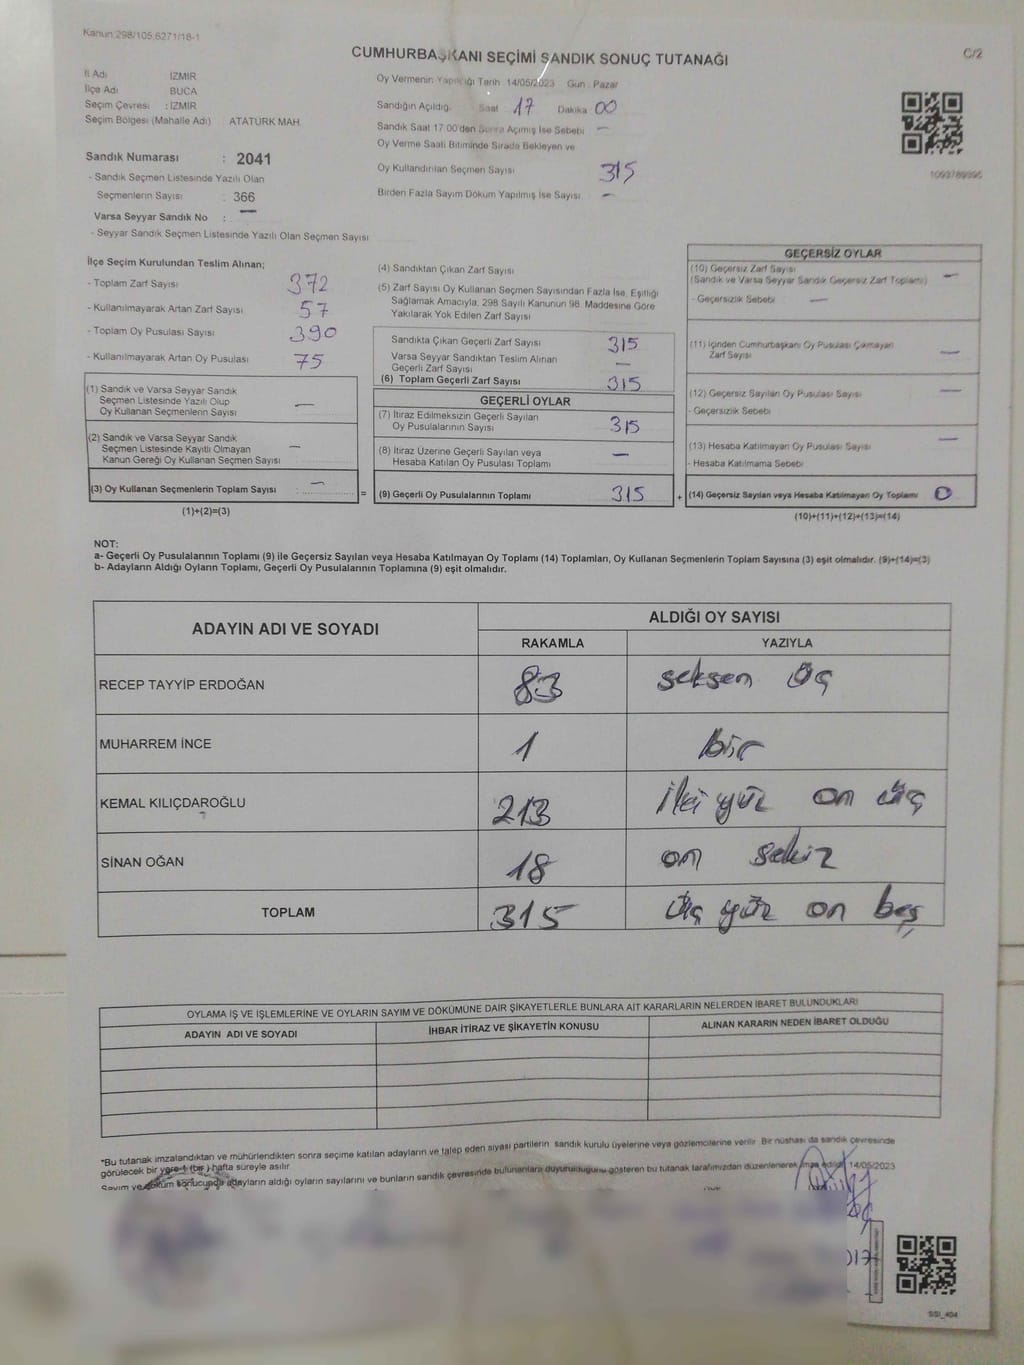 Kanun:298/105,6271/18-1
CUMHURBAŞKANI SEÇİMİ SANDIK SONUÇ TUTANAĞI
C/2
İl Adı IZMIR
İlçe Adı BUCA
Seçim Çevresi : IZMIR
Seçim Bölgesi (Mahalle Adı) ATATÜRK MAH.
Oy Vermenin Yapıldığı Tarih 14/05/2023 Gün Pazar
Sandığın Açıldığı Saat 17 Dakika 00
Sandık Saat 17:00'den Sonra Açımış İse Sebebi —
Oy Verme Saati Bitiminde Sırada Bekleyen ve
Oy Kullandırılan Seçmen Sayısı 315
Birden Fazla Sayım Döküm Yapılmış İse Sayısı —
Sandık Numarası : 2041
- Sandık Seçmen Listesinde Yazılı Olan
Seçmenlerin Sayısı : 366
Varsa Seyyar Sandık No : —
- Seyyar Sandık Seçmen Listesinde Yazılı Olan Seçmen Sayısı
İlçe Seçim Kurulundan Teslim Alınan;
- Toplam Zarf Sayısı 372
- Kullanılmayarak Artan Zarf Sayısı 57
- Toplam Oy Pusulası Sayısı 390
- Kullanılmayarak Artan Oy Pusulası 75
(1) Sandık ve Varsa Seyyar Sandık
Seçmen Listesinde Yazılı Olup
Oy Kullanan Seçmenlerin Sayısı —
(2) Sandık ve Varsa Seyyar Sandık
Seçmen Listesinde Kayıtlı Olmayan
Kanun Gereği Oy Kullanan Seçmen Sayısı —
(3) Oy Kullanan Seçmenlerin Toplam Sayısı — =
(1)+(2)=(3)
(4) Sandıktan Çıkan Zarf Sayısı
(5) Zarf Sayısı Oy Kullanan Seçmen Sayısından Fazla İse, Eşitliği
Sağlamak Amacıyla, 298 Sayılı Kanunun 98. Maddesine Göre
Yakılarak Yok Edilen Zarf Sayısı
Sandıkta Çıkan Geçerli Zarf Sayısı 315
Varsa Seyyar Sandıktan Teslim Alınan
Geçerli Zarf Sayısı —
(6) Toplam Geçerli Zarf Sayısı 315
GEÇERLİ OYLAR
(7) İtiraz Edilmeksizin Geçerli Sayılan
Oy Pusulalarının Sayısı 315
(8) İtiraz Üzerine Geçerli Sayılan veya
Hesaba Katılan Oy Pusulası Toplamı —
(9) Geçerli Oy Pusulalarının Toplamı 315 +
GEÇERSİZ OYLAR
(10) Geçersiz Zarf Sayısı
(Sandık ve Varsa Seyyar Sandık Geçersiz Zarf Toplamı) —
- Geçersizlik Sebebi —
(11) İçinden Cumhurbaşkanı Oy Pusulası Çıkmayan
Zarf Sayısı —
(12) Geçersiz Sayılan Oy Pusulası Sayısı —
- Geçersizlik Sebebi
(13) Hesaba Katılmayan Oy Pusulası Sayısı —
- Hesaba Katılmama Sebebi
(14) Geçersiz Sayılan veya Hesaba Katılmayan Oy Toplamı 0
(10)+(11)+(12)+(13)=(14)
NOT:
a- Geçerli Oy Pusulalarının Toplamı (9) ile Geçersiz Sayılan veya Hesaba Katılmayan Oy Toplamı (14) Toplamları, Oy Kullanan Seçmenlerin Toplam Sayısına (3) eşit olmalıdır. (9)+(14)=(3)
b- Adayların Aldığı Oyların Toplamı, Geçerli Oy Pusulalarının Toplamına (9) eşit olmalıdır.
ADAYIN ADI VE SOYADI
ALDIĞI OY SAYISI
RAKAMLA YAZIYLA
RECEP TAYYİP ERDOĞAN 83 seksen üç
MUHARREM İNCE 1 bir
KEMAL KILIÇDAROĞLU 213 iki yüz on üç
SİNAN OĞAN 18 on sekiz
TOPLAM 315 üç yüz on beş
OYLAMA İŞ VE İŞLEMLERİNE VE OYLARIN SAYIM VE DÖKÜMÜNE DAİR ŞİKAYETLERLE BUNLARA AİT KARARLARIN NELERDEN İBARET BULUNDUKLARI
ADAYIN ADI VE SOYADI İHBAR İTİRAZ VE ŞİKAYETİN KONUSU ALINAN KARARIN NEDEN İBARET OLDUĞU
*Bu tutanak imzalandıktan ve mühürlendikten sonra seçime katılan adayların ve talep eden siyasi partilerin sandık kurulu üyelerine veya gözlemcilerine verilir. Bir nüshası da sandık çevresinde
görülecek bir yere 1 (bir) hafta süreyle asılır.
Sayım ve döküm sonucunda adayların aldığı oyların sayılarını ve bunların sandık çevresinde bulunanlara duyurulduğunu gösteren bu tutanak tarafımızdan düzenlenerek imza edildi. 14/05/2023
SSI_404